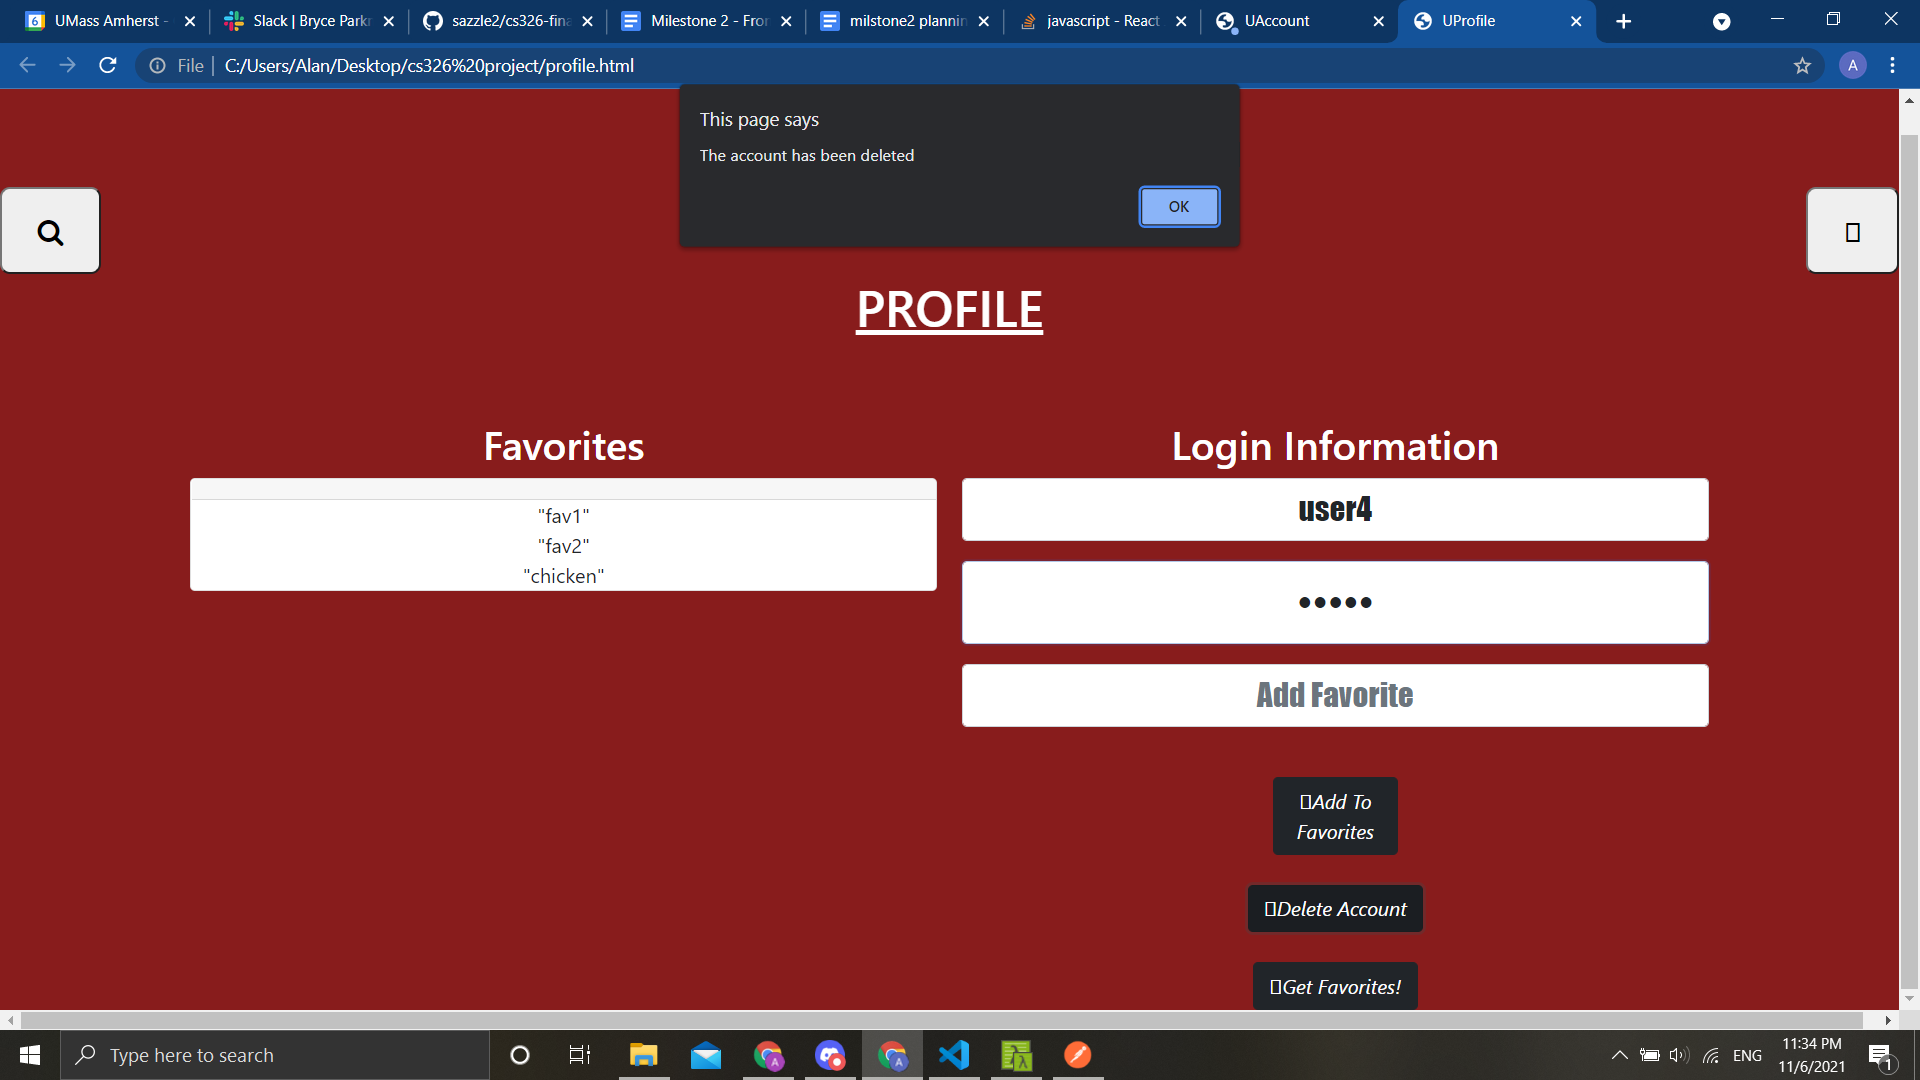 UMass Amherst -
Slack | Bryce Parkr
sazzle2/cs326-fina
Milestone 2 - Fron
milstone2 plannin
javascript - React
UAccount
UProfile
File
C:/Users/Alan/Desktop/cs326%20project/profile.html
A
This page says
The account has been deleted
OK
PROFILE
Favorites
"fav1"
"fav2"
"chicken"
Login Information
user4
•••••
Add Favorite
Add To
Favorites
Delete Account
Get Favorites!
Type here to search
ENG
11:34 PM
11/6/2021
1